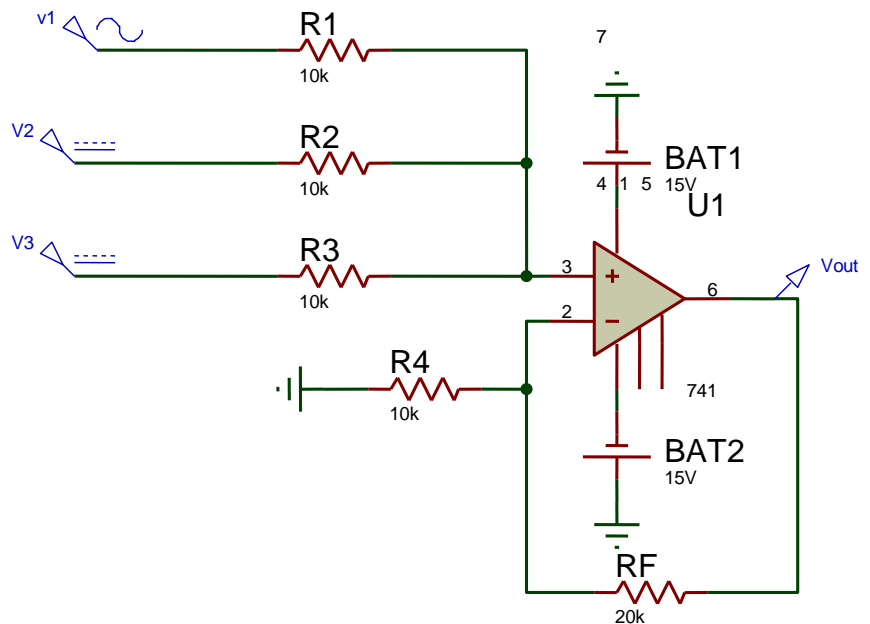 v1
R1
10k
7
V2
R2
10k
BAT1
15V
4 1 5
U1
V3
R3
10k
3
+
Vout
6
2
−
R4
10k
741
BAT2
15V
RF
20k